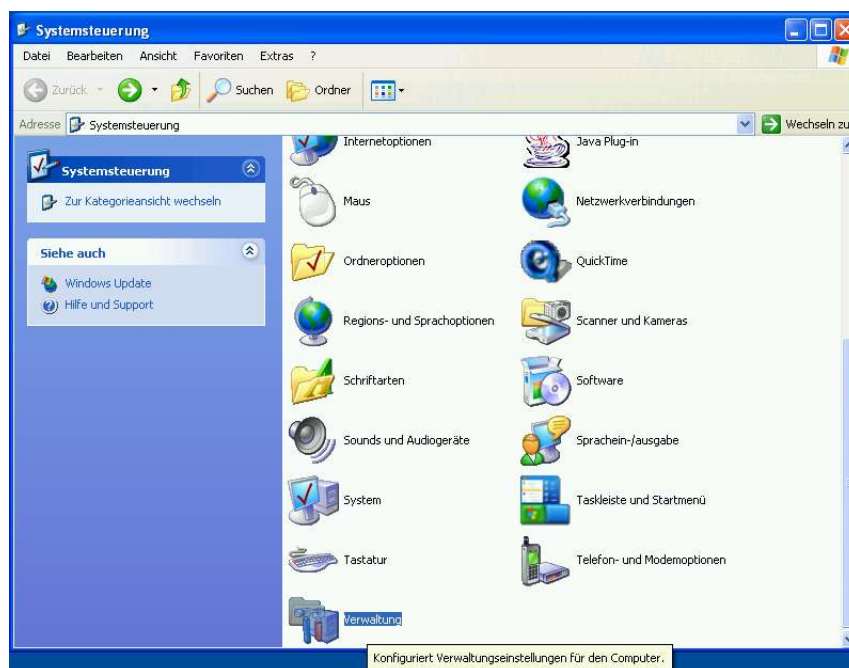 Systemsteuerung
Datei Bearbeiten Ansicht Favoriten Extras ?
Zurück Suchen Ordner
Adresse Systemsteuerung Wechseln zu
Systemsteuerung
Zur Kategorieansicht wechseln
Siehe auch
Windows Update
Hilfe und Support
Internetoptionen Java Plug-in
Maus Netzwerkverbindungen
Ordneroptionen QuickTime
Regions- und Sprachoptionen Scanner und Kameras
Schriftarten Software
Sounds und Audiogeräte Sprachein-/ausgabe
System Taskleiste und Startmenü
Tastatur Telefon- und Modemoptionen
Verwaltung
Konfiguriert Verwaltungseinstellungen für den Computer.